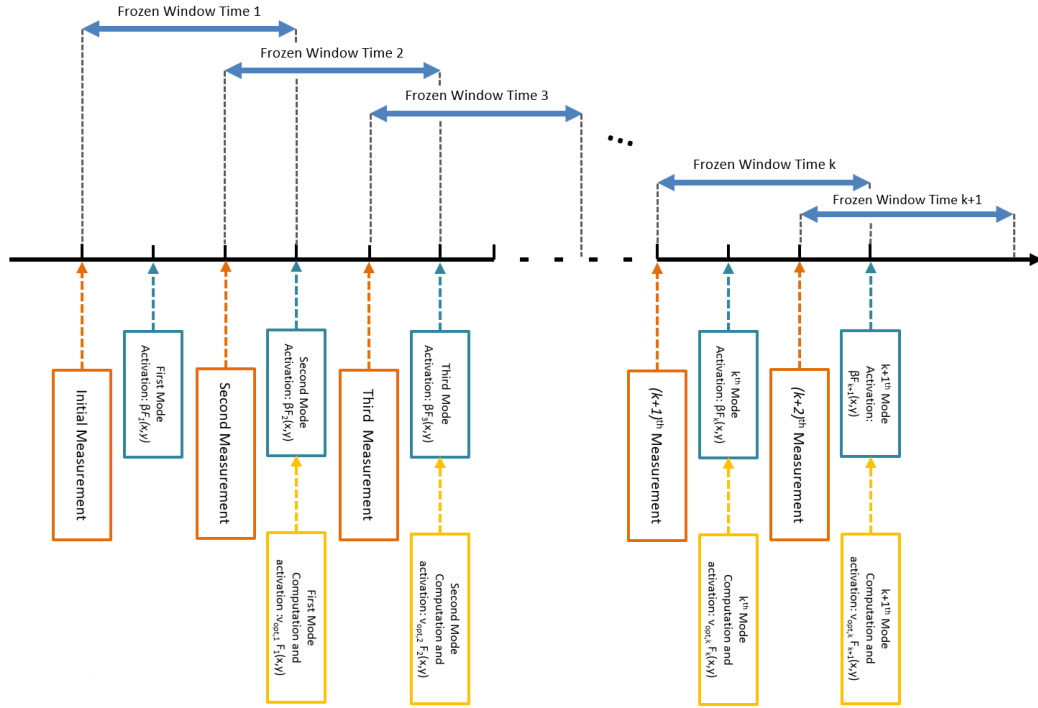 Frozen Window Time 1
Frozen Window Time 2
Frozen Window Time 3
...
Frozen Window Time k
Frozen Window Time k+1
Initial Measurement
First Mode
Activation: βF₁(x,y)
Second Measurement
Second Mode
Activation: βF₂(x,y)
Third Measurement
Third Mode
Activation: βF₃(x,y)
(k+1)ᵗʰ Measurement
kᵗʰ Mode
Activation: βFₖ(x,y)
(k+2)ᵗʰ Measurement
k+1ᵗʰ Mode
Activation:
βFₖ₊₁(x,y)
First Mode
Computation and
activation :νₒₚₜ,₁ F₁(x,y)
Second Mode
Computation and
activation: νₒₚₜ,₂ F₂(x,y)
kᵗʰ Mode
Computation and
activation: νₒₚₜ,ₖ Fₖ(x,y)
k+1ᵗʰ Mode
Computation and
activation: νₒₚₜ,ₖ Fₖ₊₁(x,y)